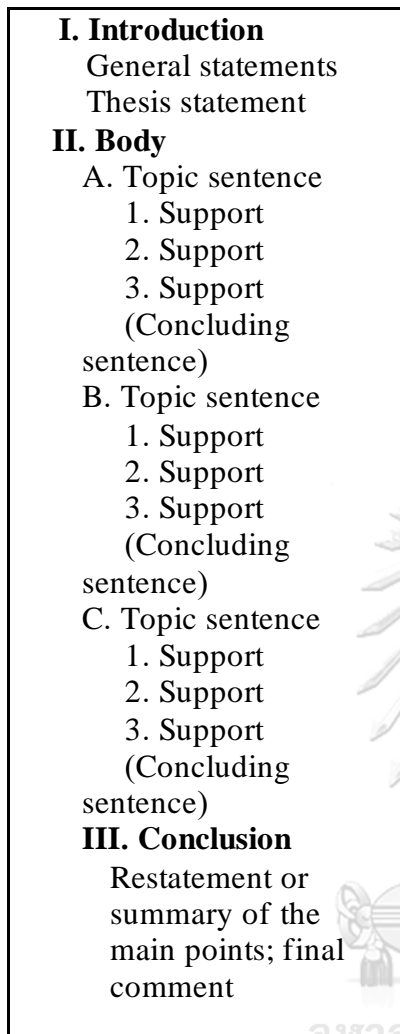 I. Introduction
General statements
Thesis statement
II. Body
A. Topic sentence
1. Support
2. Support
3. Support
(Concluding
sentence)
B. Topic sentence
1. Support
2. Support
3. Support
(Concluding
sentence)
C. Topic sentence
1. Support
2. Support
3. Support
(Concluding
sentence)
III. Conclusion
Restatement or
summary of the
main points; final
comment